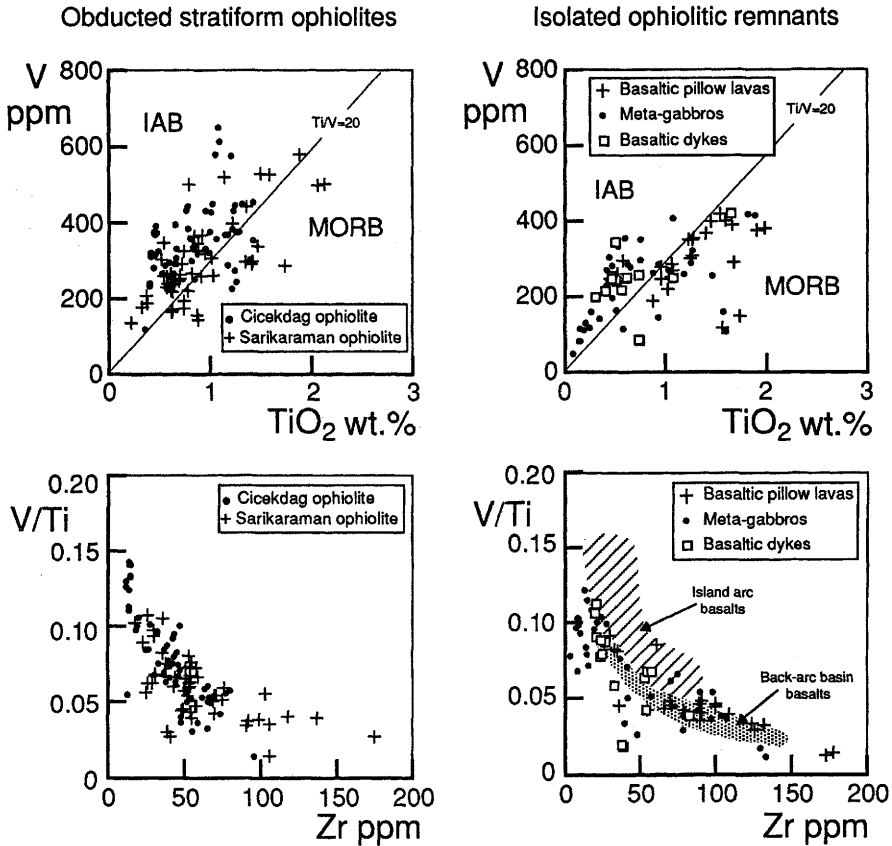 Obducted stratiform ophiolites
V
ppm
800
600
400
200
0
IAB
Ti/V=20
MORB
Cicekdag ophiolite
Sarikaraman ophiolite
0 1 2 3
TiO2 wt.%
Isolated ophiolitic remnants
V
ppm
800
600
400
200
0
Basaltic pillow lavas
Meta-gabbros
Basaltic dykes
Ti/V=20
IAB
MORB
0 1 2 3
TiO2 wt.%
V/Ti
0.20
0.15
0.10
0.05
0
Cicekdag ophiolite
Sarikaraman ophiolite
0 50 100 150 200
Zr ppm
V/Ti
0.20
0.15
0.10
0.05
0
Basaltic pillow lavas
Meta-gabbros
Basaltic dykes
Island arc
basalts
Back-arc basin
basalts
0 50 100 150 200
Zr ppm